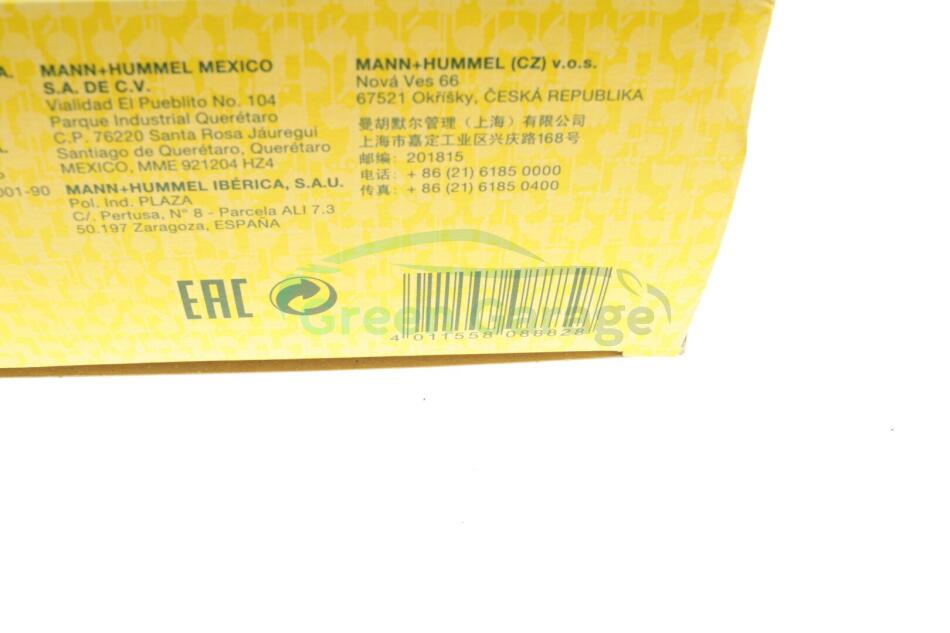 A.
MANN+HUMMEL MEXICO
S.A. DE C.V.
Vialidad El Pueblito No. 104
Parque Industrial Querétaro
C.P. 76220 Santa Rosa Jáuregui
Santiago de Querétaro, Querétaro
MEXICO, MME 921204 HZ4
A.
001-90
MANN+HUMMEL IBÉRICA, S.A.U.
Pol. Ind. PLAZA
C/. Pertusa, N° 8 - Parcela ALI 7.3
50.197 Zaragoza, ESPAÑA
MANN+HUMMEL (CZ) v.o.s.
Nová Ves 66
67521 Okříšky, ČESKÁ REPUBLIKA
曼胡默尔管理（上海）有限公司
上海市嘉定工业区兴庆路168号
邮编: 201815
电话: + 86 (21) 6185 0000
传真: + 86 (21) 6185 0400
EAC
Green Garage
4 011558 088828